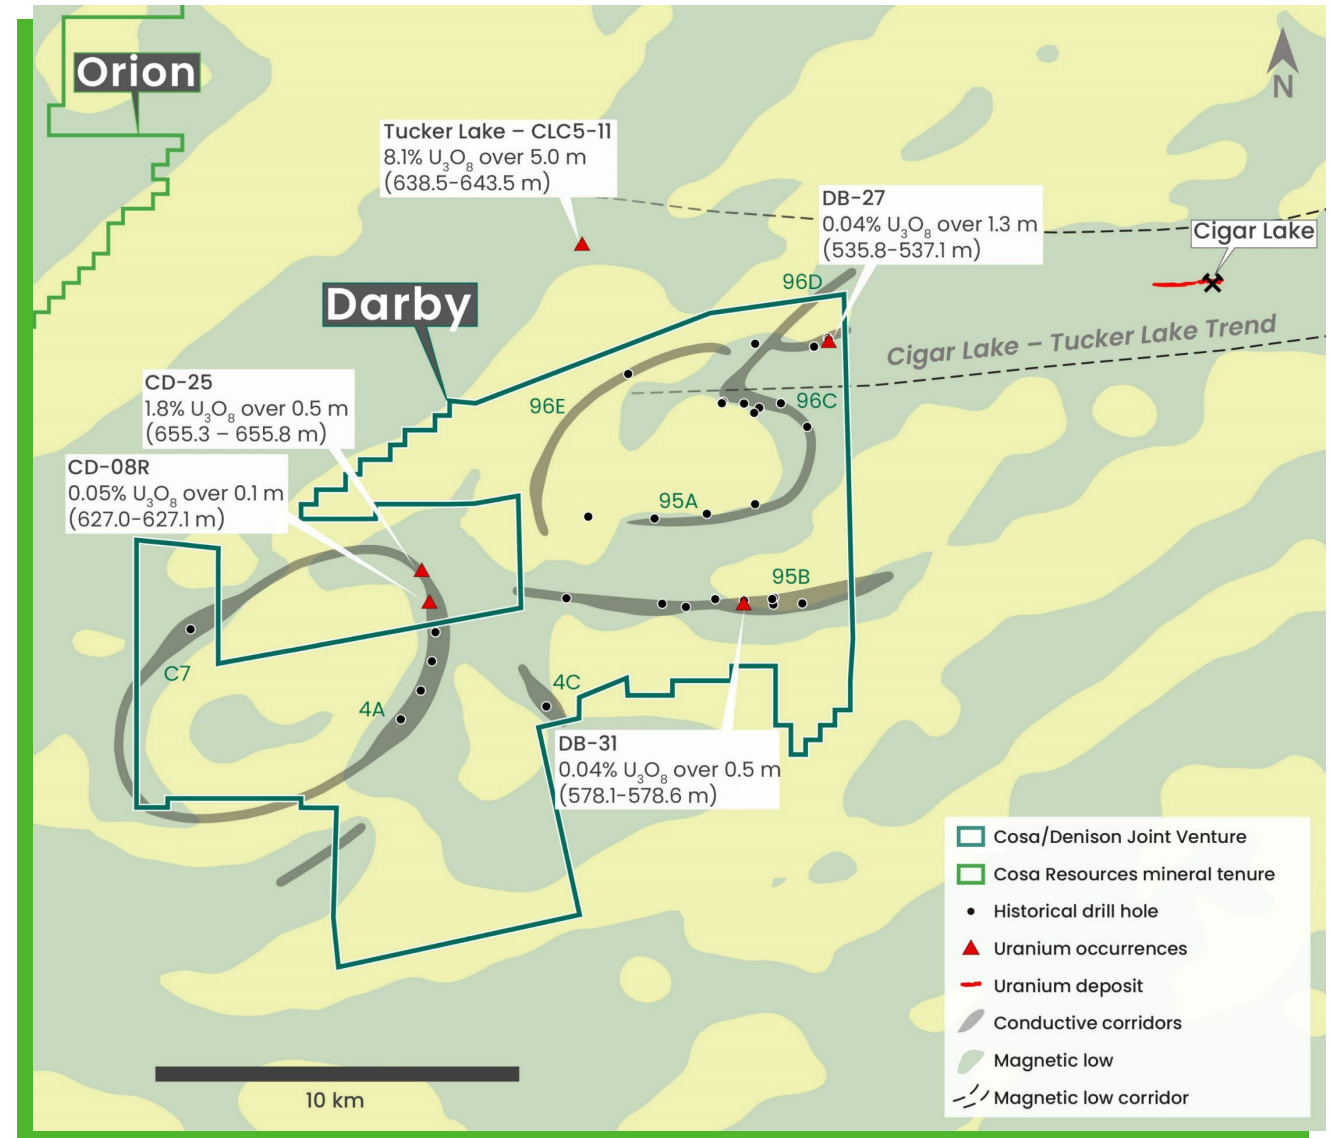 Orion
N
Tucker Lake – CLC5-11
8.1% U₃O₈ over 5.0 m
(638.5-643.5 m)
DB-27
0.04% U₃O₈ over 1.3 m
(535.8-537.1 m)
Cigar Lake
96D
Darby
Cigar Lake – Tucker Lake Trend
CD-25
1.8% U₃O₈ over 0.5 m
(655.3 – 655.8 m)
96E
96C
CD-08R
0.05% U₃O₈ over 0.1 m
(627.0-627.1 m)
95A
95B
C7
4C
4A
DB-31
0.04% U₃O₈ over 0.5 m
(578.1-578.6 m)
Cosa/Denison Joint Venture
Cosa Resources mineral tenure
Historical drill hole
Uranium occurrences
Uranium deposit
Conductive corridors
Magnetic low
Magnetic low corridor
10 km